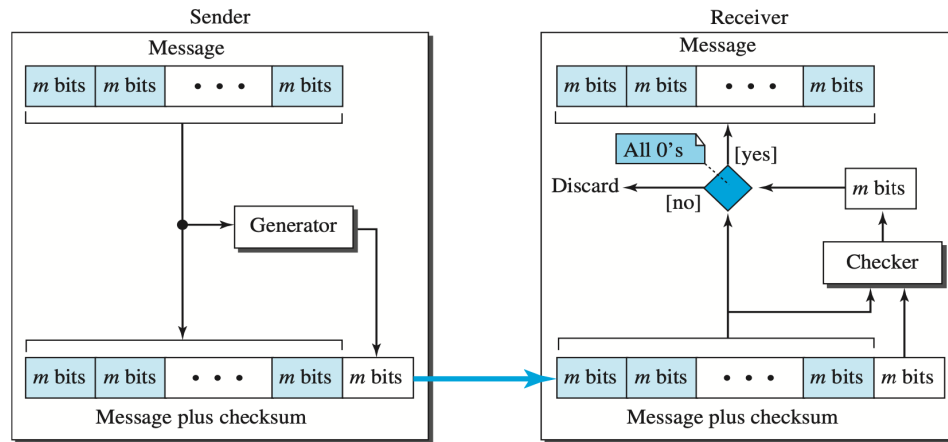 Sender
Message
m bits m bits • • • m bits
Generator
m bits m bits • • • m bits m bits
Message plus checksum
Receiver
Message
m bits m bits • • • m bits
All 0's
[yes]
Discard
[no]
m bits
Checker
m bits m bits • • • m bits m bits
Message plus checksum